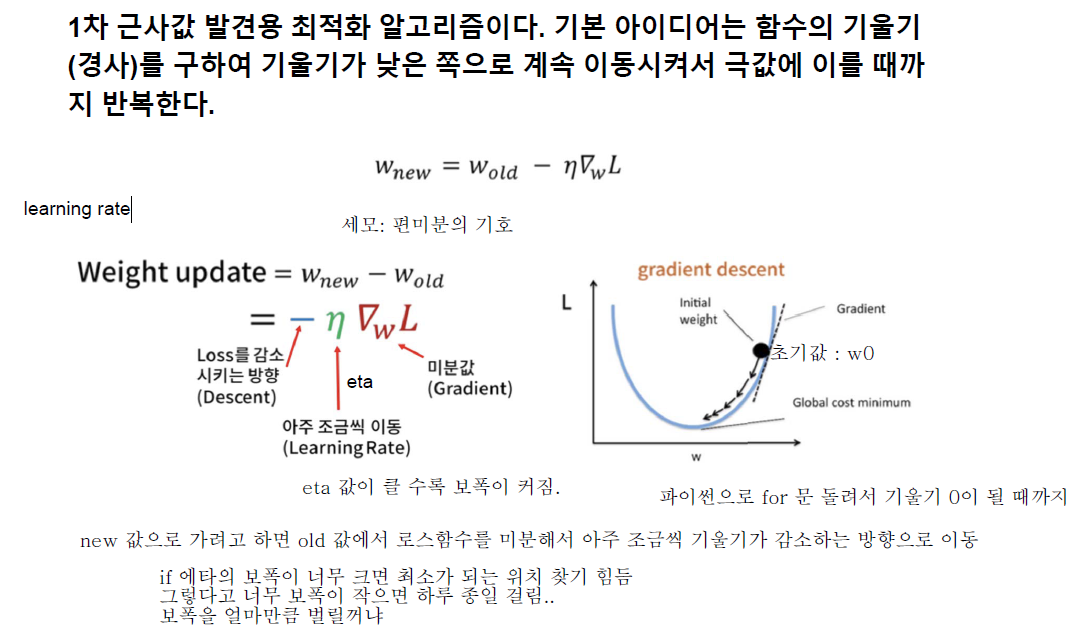 1차 근사값 발견용 최적화 알고리즘이다. 기본 아이디어는 함수의 기울기
(경사)를 구하여 기울기가 낮은 쪽으로 계속 이동시켜서 극값에 이를 때까
지 반복한다.
w_new = w_old − η∇_w L
learning rate
세모: 편미분의 기호
Weight update = w_new − w_old
= − η ∇_w L
Loss를 감소
시키는 방향
(Descent)
eta
미분값
(Gradient)
아주 조금씩 이동
(Learning Rate)
eta 값이 클 수록 보폭이 커짐.
gradient descent
L
Initial
weight
Gradient
초기값 : w0
Global cost minimum
w
파이썬으로 for 문 돌려서 기울기 0이 될 때까지
new 값으로 가려고 하면 old 값에서 로스함수를 미분해서 아주 조금씩 기울기가 감소하는 방향으로 이동
if 에타의 보폭이 너무 크면 최소가 되는 위치 찾기 힘듬
그렇다고 너무 보폭이 작으면 하루 종일 걸림..
보폭을 얼마만큼 벌릴꺼냐